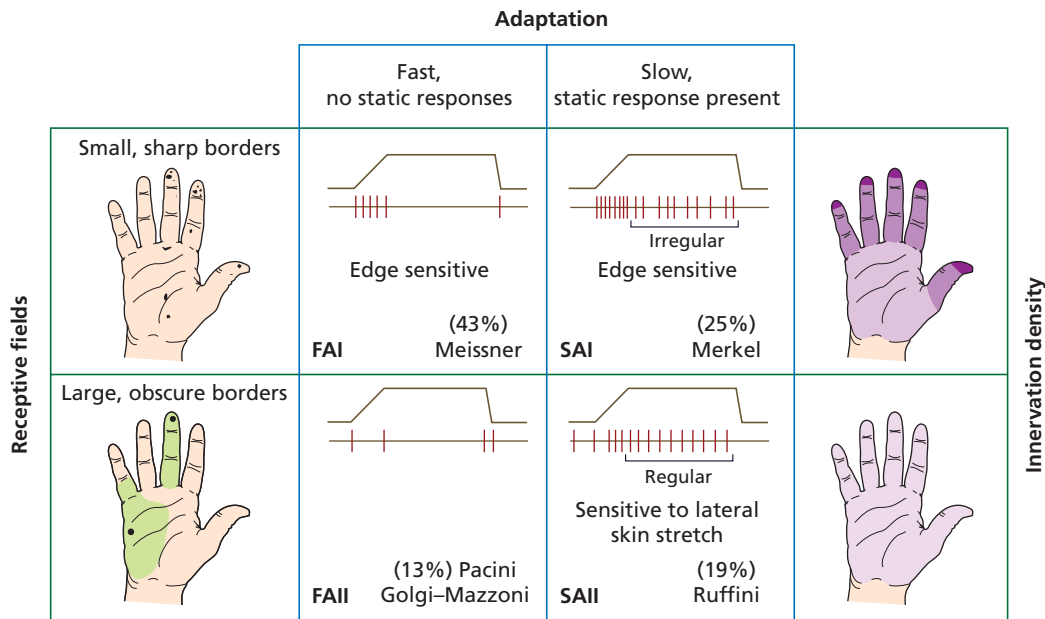 Adaptation
Fast,
no static responses
Slow,
static response present
Receptive fields
Small, sharp borders
Edge sensitive
(43%)
FAI Meissner
Irregular
Edge sensitive
(25%)
SAI Merkel
Innervation density
Large, obscure borders
(13%) Pacini
FAII Golgi–Mazzoni
Regular
Sensitive to lateral
skin stretch
(19%)
SAII Ruffini